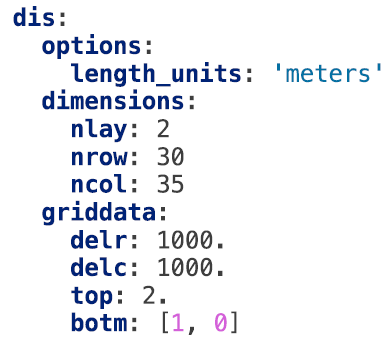 dis:
  options:
    length_units: 'meters'
  dimensions:
    nlay: 2
    nrow: 30
    ncol: 35
  griddata:
    delr: 1000.
    delc: 1000.
    top: 2.
    botm: [1, 0]